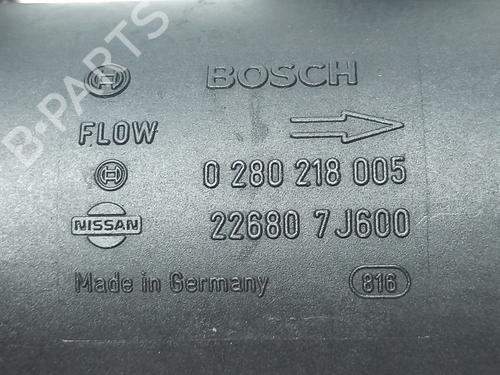 BOSCH
FLOW
0 280 218 005
NISSAN 22680 7J600
Made in Germany 816
B-PARTS